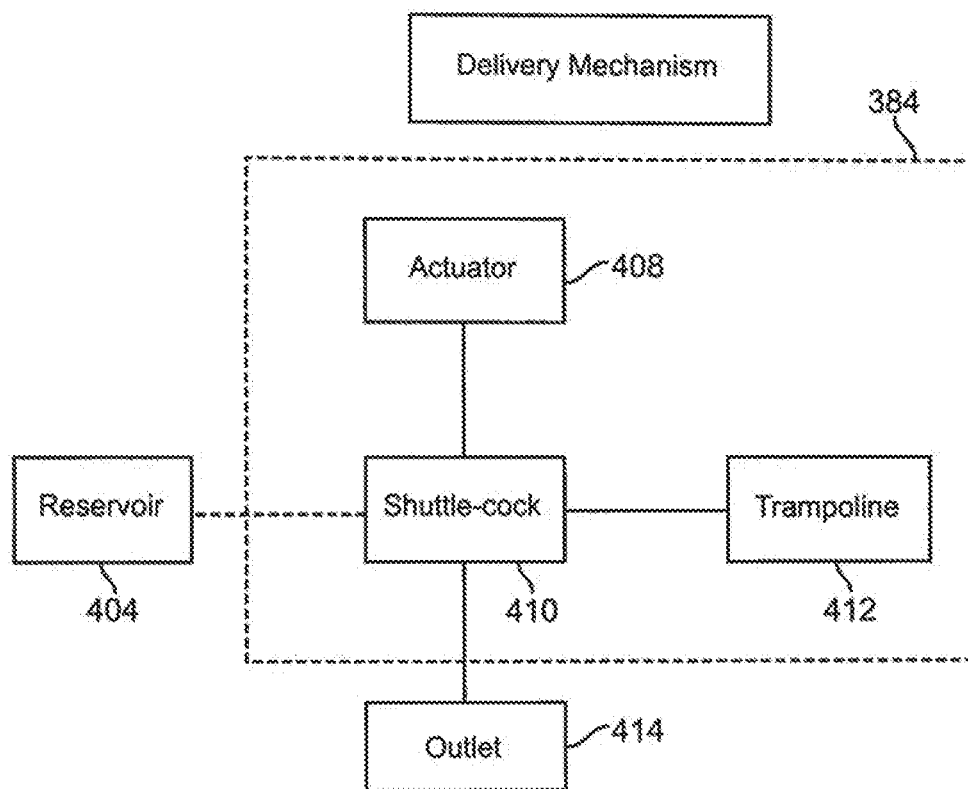 Delivery Mechanism
384
Actuator
408
Reservoir
Shuttle-cock
Trampoline
404
410
412
Outlet
414